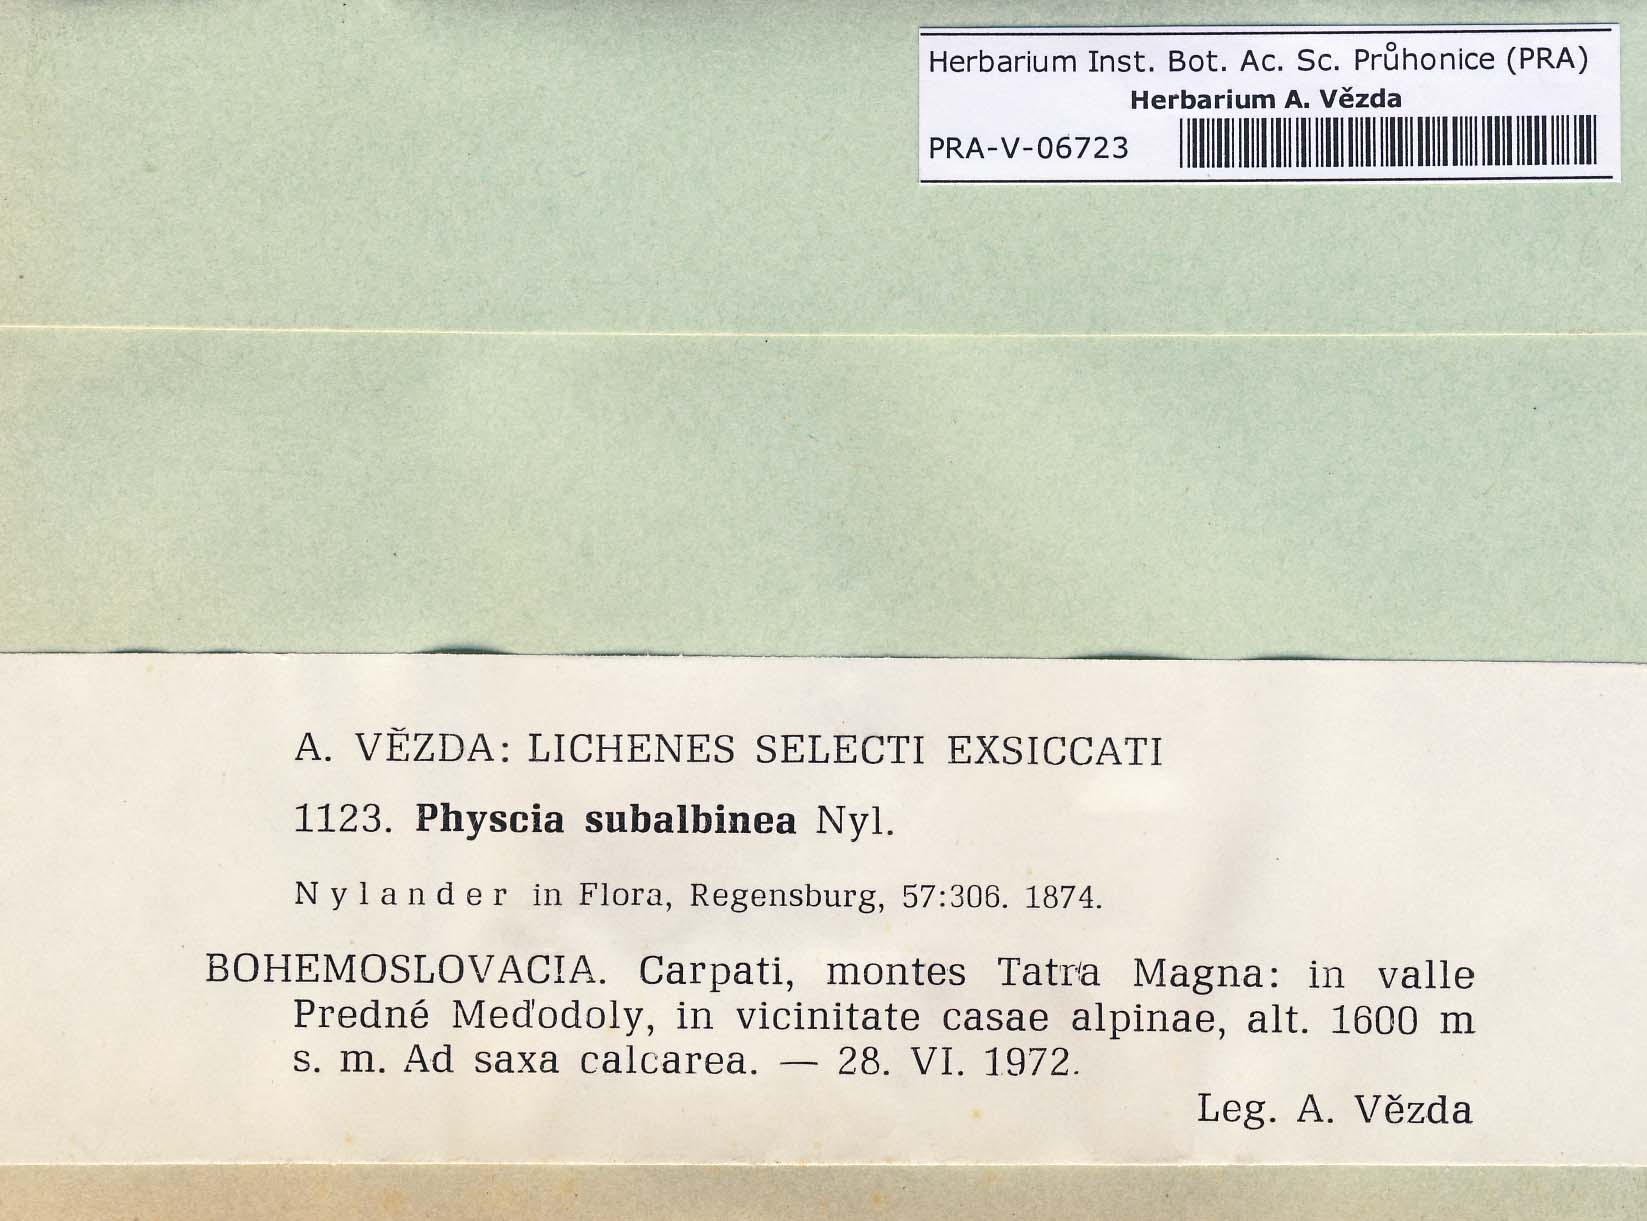 Herbarium Inst. Bot. Ac. Sc. Průhonice (PRA)
Herbarium A. Vězda
PRA-V-06723
A. VĚZDA: LICHENES SELECTI EXSICCATI
1123. Physcia subalbinea Nyl.
Nylander in Flora, Regensburg, 57:306. 1874.
BOHEMOSLOVACIA. Carpati, montes Tatra Magna: in valle
Predné Meďodoly, in vicinitate casae alpinae, alt. 1600 m
s. m. Ad saxa calcarea. — 28. VI. 1972.
Leg. A. Vězda